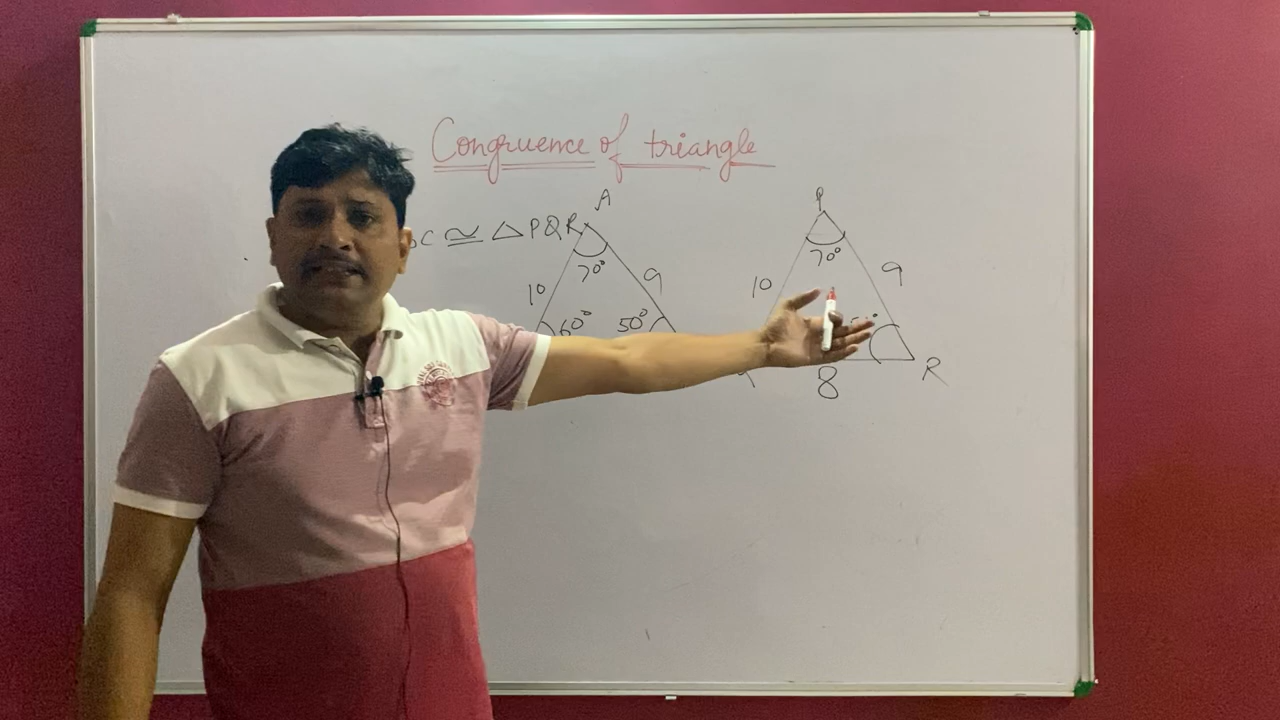 Congruence of triangle
C ≅ △ PQR
A
70°
10
9
60°
50°
P
70°
10
9
R
8